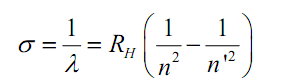 σ = 1/λ = R_H (1/n² − 1/n'²)